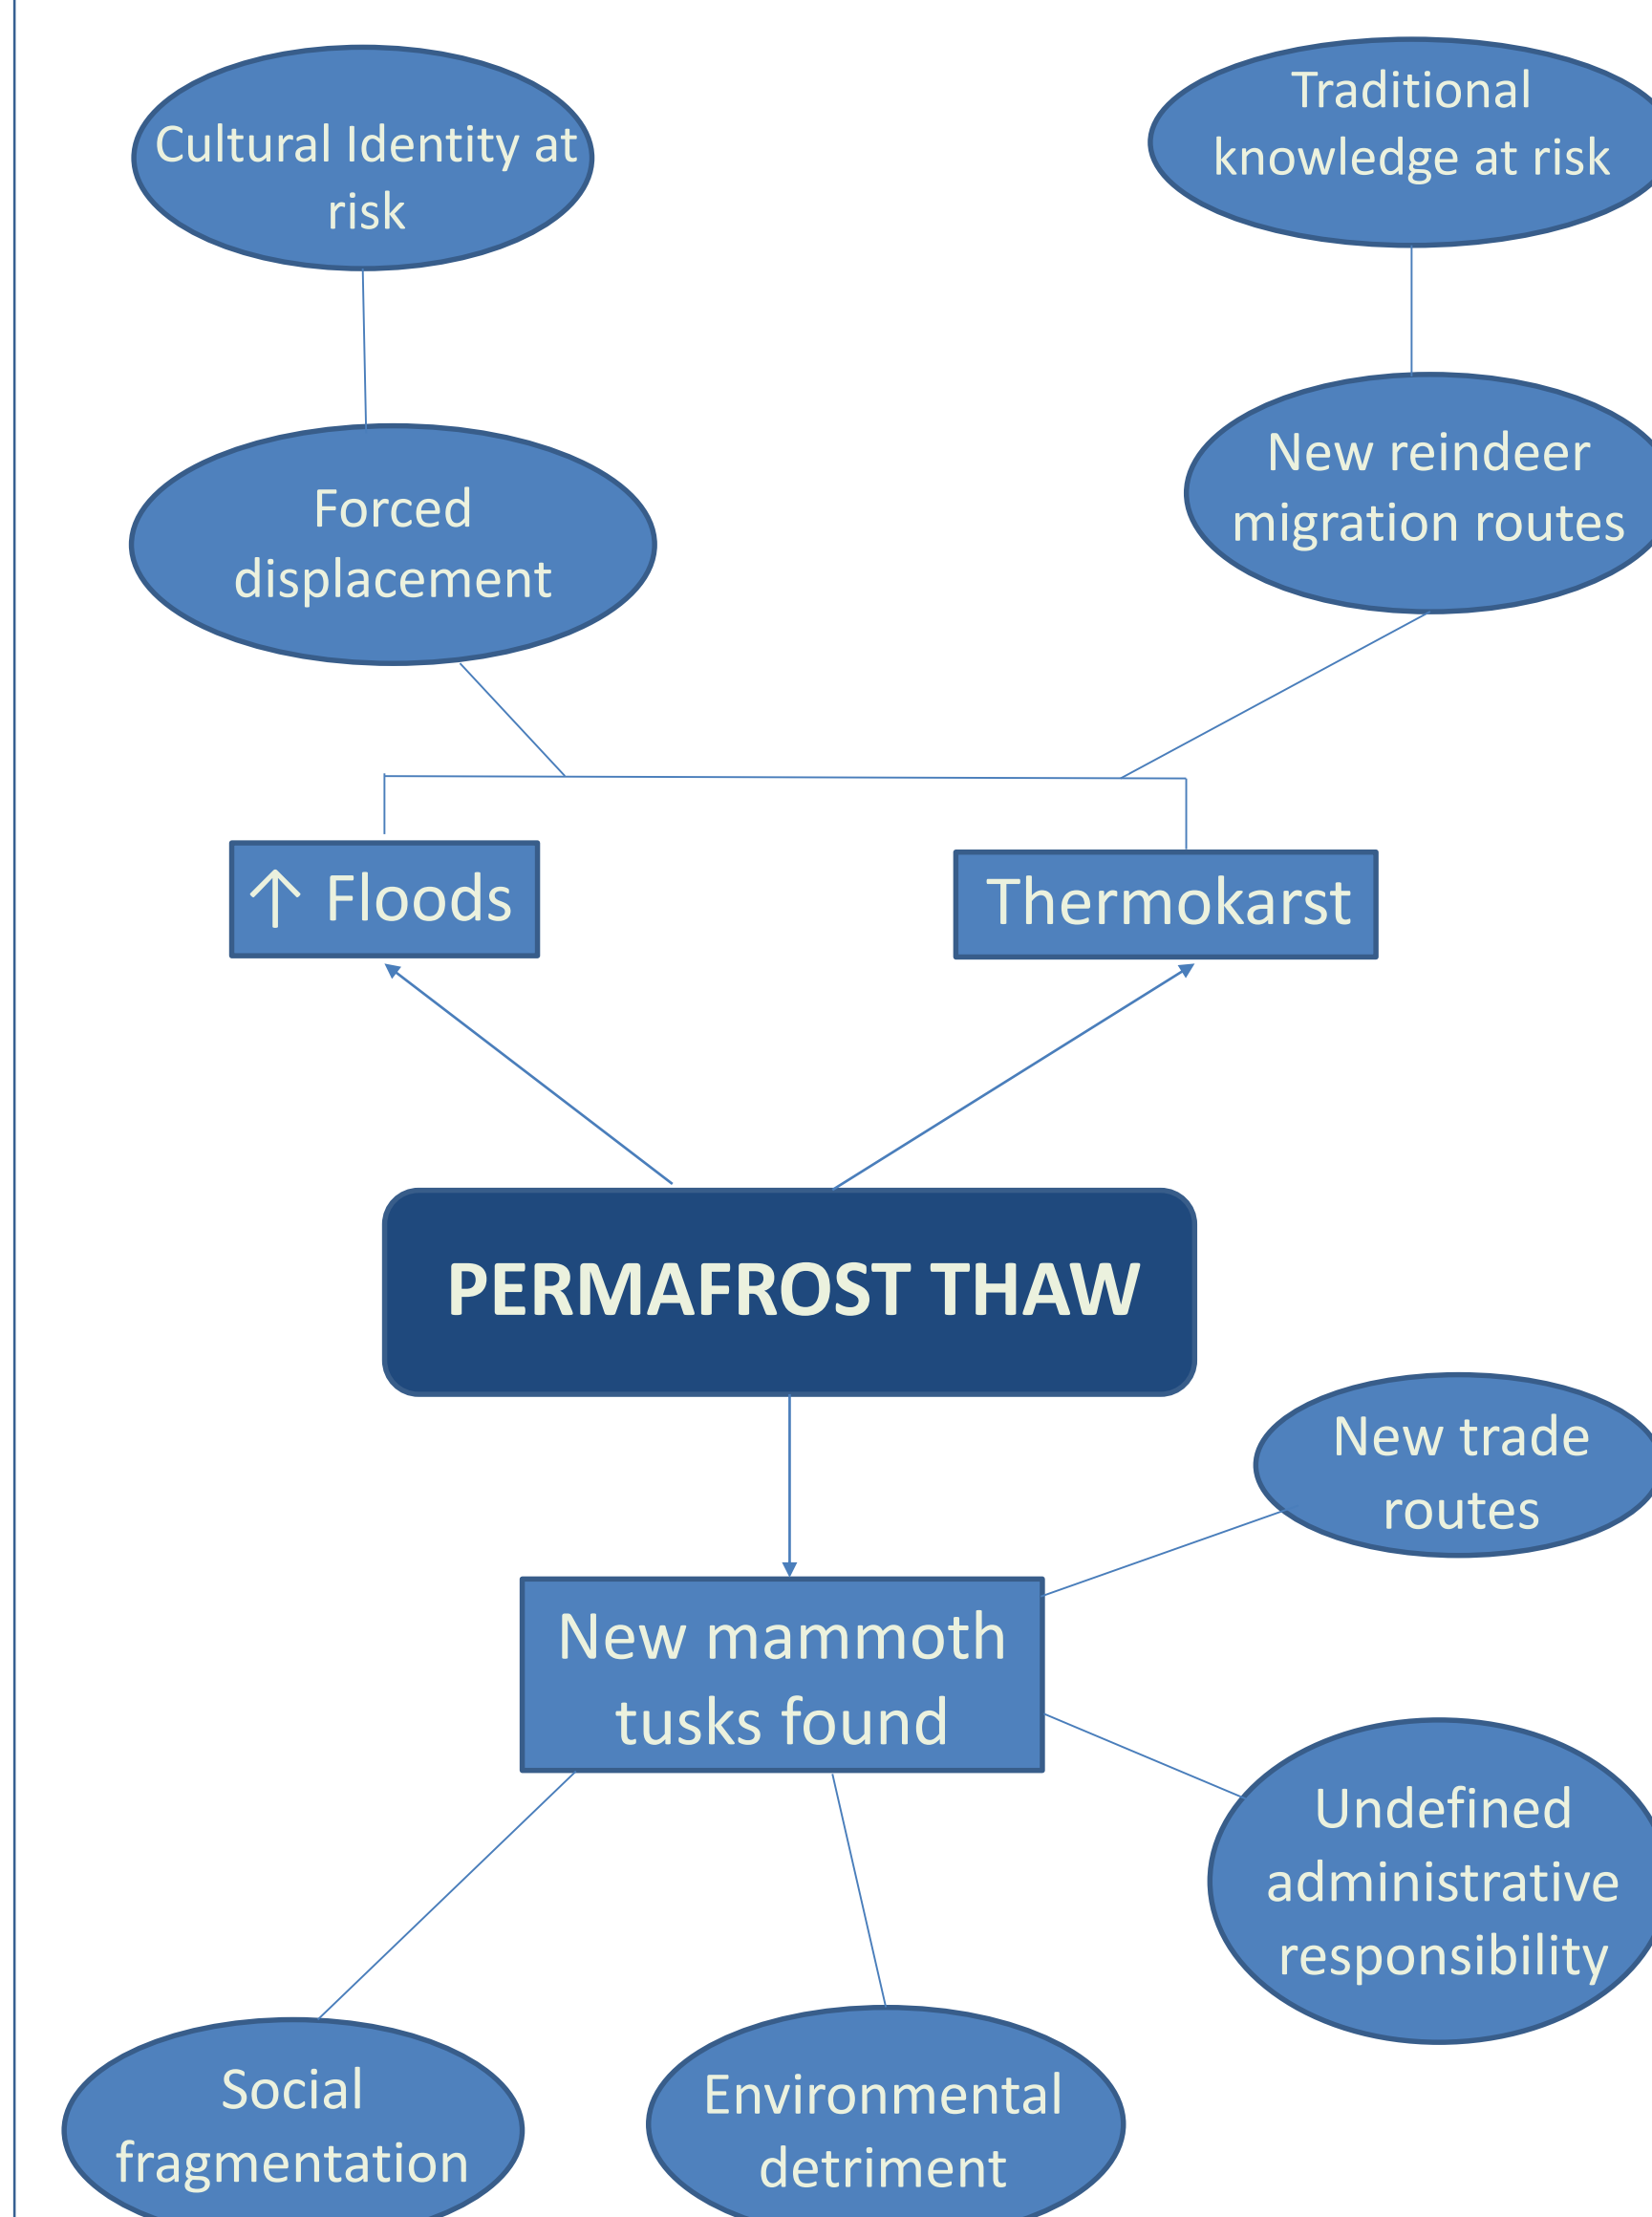 Cultural Identity at
risk
Traditional
knowledge at risk
Forced
displacement
New reindeer
migration routes
↑ Floods
Thermokarst
PERMAFROST THAW
New trade
routes
New mammoth
tusks found
Undefined
administrative
responsibility
Social
fragmentation
Environmental
detriment